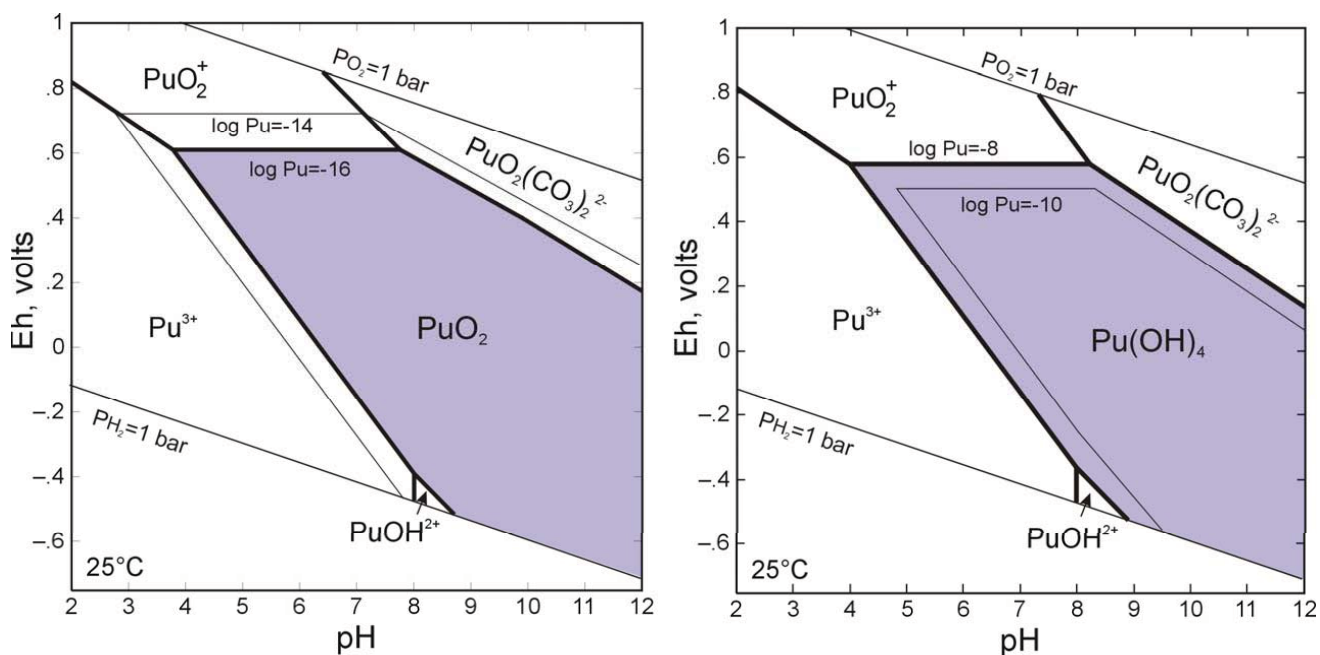 1
.8
.6
.4
.2
0
–.2
–.4
–.6
Eh, volts
PuO₂⁺
PO₂=1 bar
log Pu=-14
log Pu=-16
PuO₂(CO₃)₂²⁻
Pu³⁺
PuO₂
PH₂=1 bar
PuOH²⁺
25°C
2 3 4 5 6 7 8 9 10 11 12
pH
1
.8
.6
.4
.2
0
–.2
–.4
–.6
Eh, volts
PuO₂⁺
PO₂=1 bar
log Pu=-8
log Pu=-10
PuO₂(CO₃)₂²⁻
Pu³⁺
Pu(OH)₄
PH₂=1 bar
PuOH²⁺
25°C
2 3 4 5 6 7 8 9 10 11 12
pH